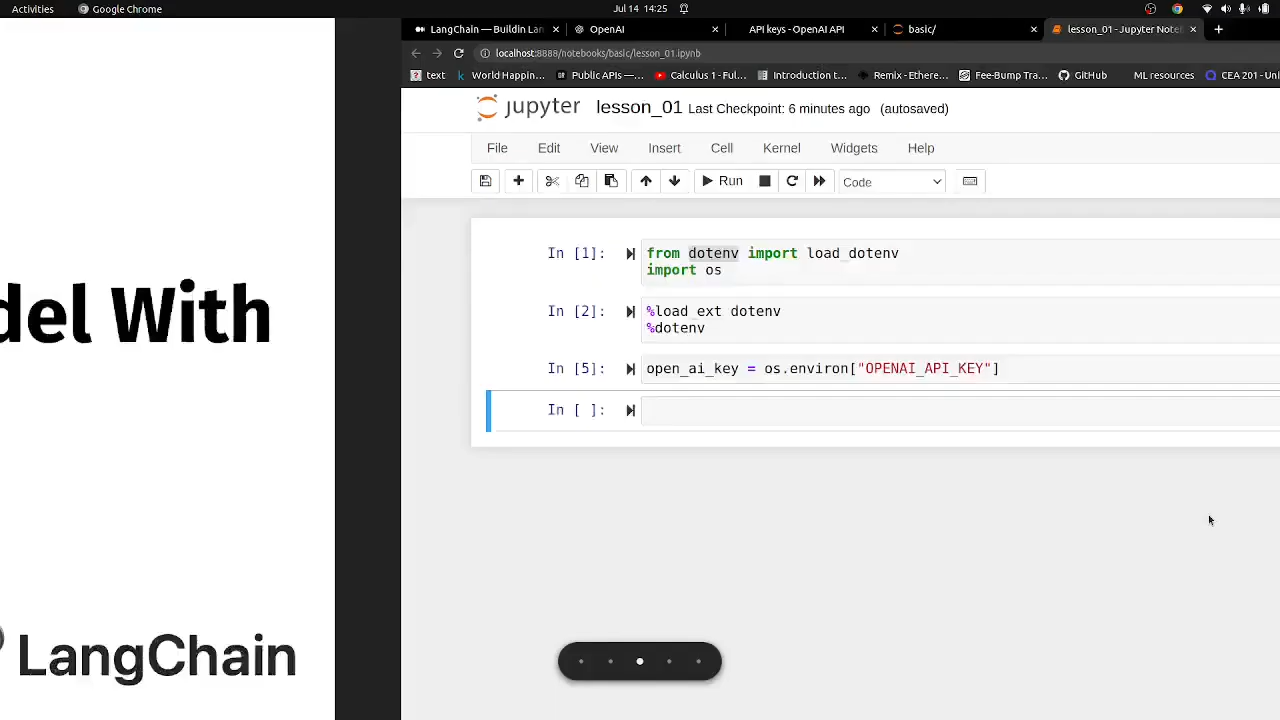 Activities
Google Chrome
Jul 14 14:25
LangChain — Buildin Lang
OpenAI
API keys - OpenAI API
basic/
lesson_01 - Jupyter Noteb
localhost:8888/notebooks/basic/lesson_01.ipynb
text
World Happin...
Public APIs —...
Calculus 1 - Ful...
Introduction t...
Remix - Ethere...
Fee-Bump Tra...
GitHub
ML Resources
CEA 201 - Uni
jupyter lesson_01 Last Checkpoint: 6 minutes ago (autosaved)
File Edit View Insert Cell Kernel Widgets Help
Run
Code
In [1]: from dotenv import load_dotenv
import os
In [2]: %load_ext dotenv
%dotenv
In [5]: open_ai_key = os.environ["OPENAI_API_KEY"]
In [ ]:
del With
LangChain